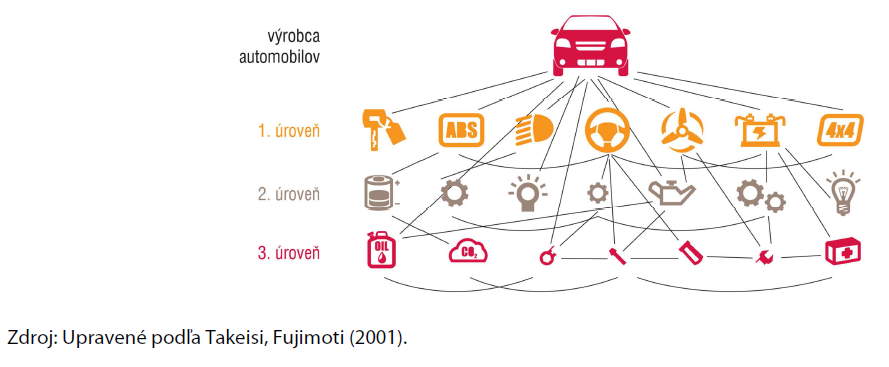 výrobca
automobilov
1. úroveň
ABS
4x4
2. úroveň
+
−
3. úroveň
OIL
CO₂
Zdroj: Upravené podľa Takeisi, Fujimoti (2001).